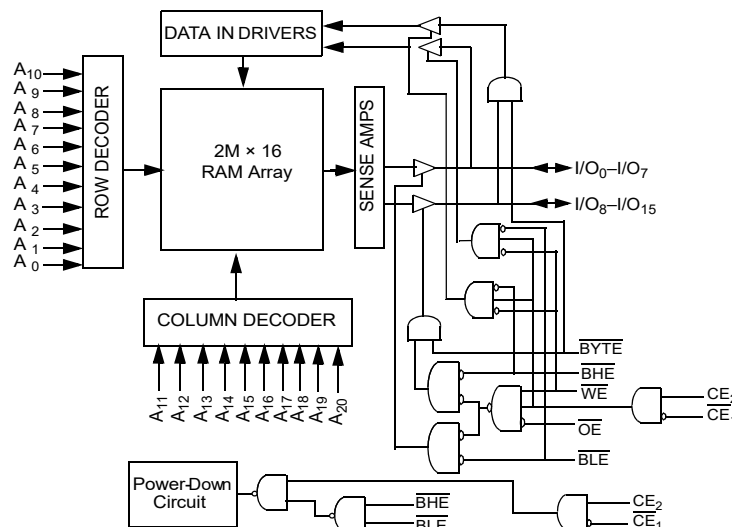 DATA IN DRIVERS
A10
A9
A8
A7
A6
A5
A4
A3
A2
A1
A0
ROW DECODER
2M × 16
RAM Array
SENSE AMPS
I/O0–I/O7
I/O8–I/O15
COLUMN DECODER
A11
A12
A13
A14
A15
A16
A17
A18
A19
A20
BYTE
BHE
WE
OE
BLE
CE2
Power-Down
Circuit
BHE
BLE
CE2
CE1